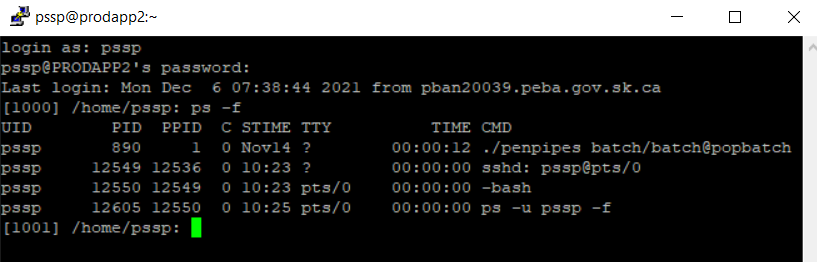 pssp@prodapp2:~
login as: pssp
pssp@PRODAPP2's password:
Last login: Mon Dec  6 07:38:44 2021 from pban20039.peba.gov.sk.ca
[1000] /home/pssp: ps -f
UID        PID  PPID  C STIME TTY          TIME CMD
pssp       890     1  0 Nov14 ?        00:00:12 ./penpipes batch/batch@popbatch
pssp     12549 12536  0 10:23 ?        00:00:00 sshd: pssp@pts/0
pssp     12550 12549  0 10:23 pts/0    00:00:00 -bash
pssp     12605 12550  0 10:25 pts/0    00:00:00 ps -u pssp -f
[1001] /home/pssp: